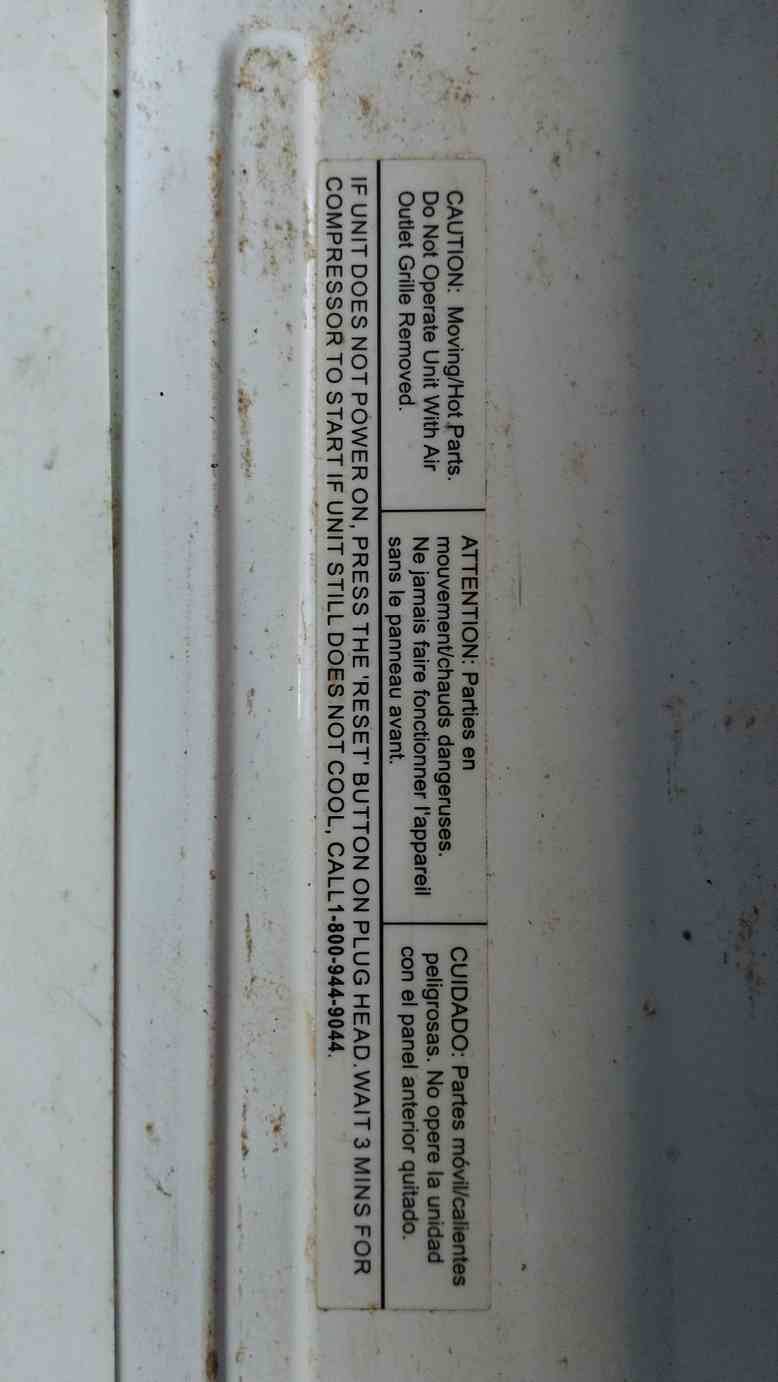 CAUTION: Moving/Hot Parts.
Do Not Operate Unit With Air
Outlet Grille Removed.
ATTENTION: Parties en
mouvement/chauds dangeruses.
Ne jamais faire fonctionner l'appareil
sans le panneau avant.
CUIDADO: Partes móvil/calientes
peligrosas. No opere la unidad
con el panel anterior quitado.
IF UNIT DOES NOT POWER ON, PRESS THE 'RESET' BUTTON ON PLUG HEAD. WAIT 3 MINS FOR
COMPRESSOR TO START IF UNIT STILL DOES NOT COOL, CALL 1-800-944-9044.